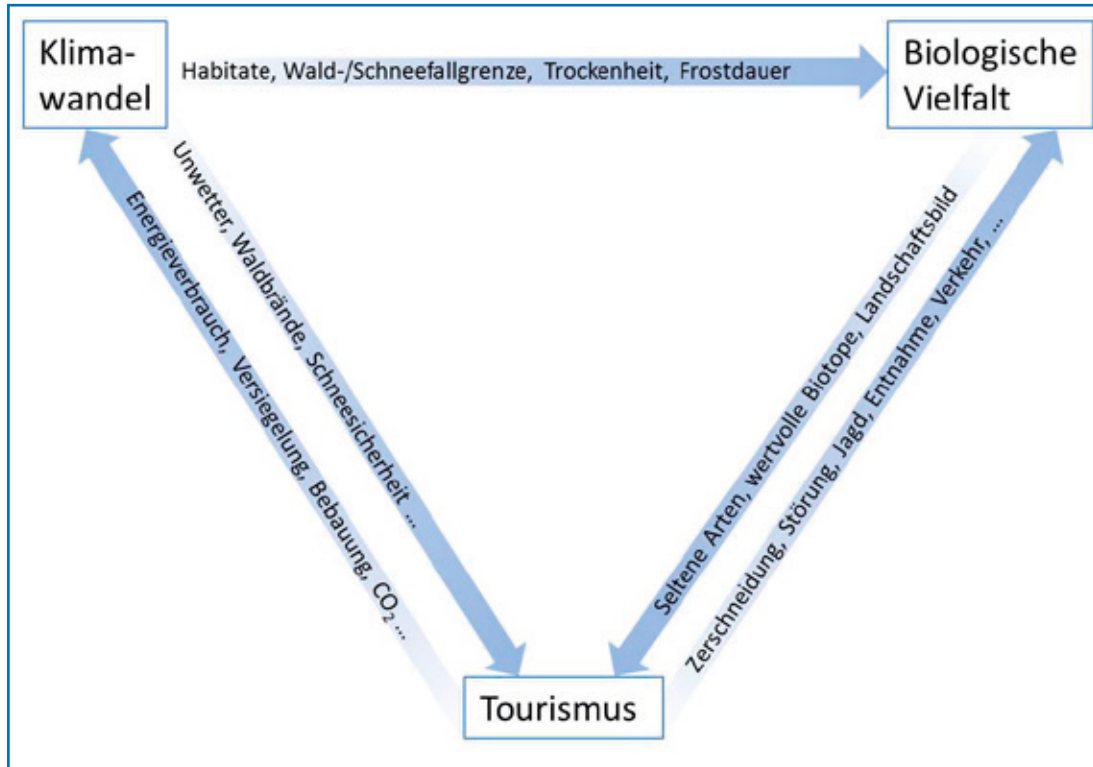 Klima-
wandel
Habitate, Wald-/Schneefallgrenze, Trockenheit, Frostdauer
Biologische
Vielfalt
Unwetter, Waldbrände, Schneesicherheit ...
Energieverbrauch, Versiegelung, Bebauung, CO₂ ...
Seltene Arten, wertvolle Biotope, Landschaftsbild
Zerschneidung, Störung, Jagd, Entnahme, Verkehr, ...
Tourismus